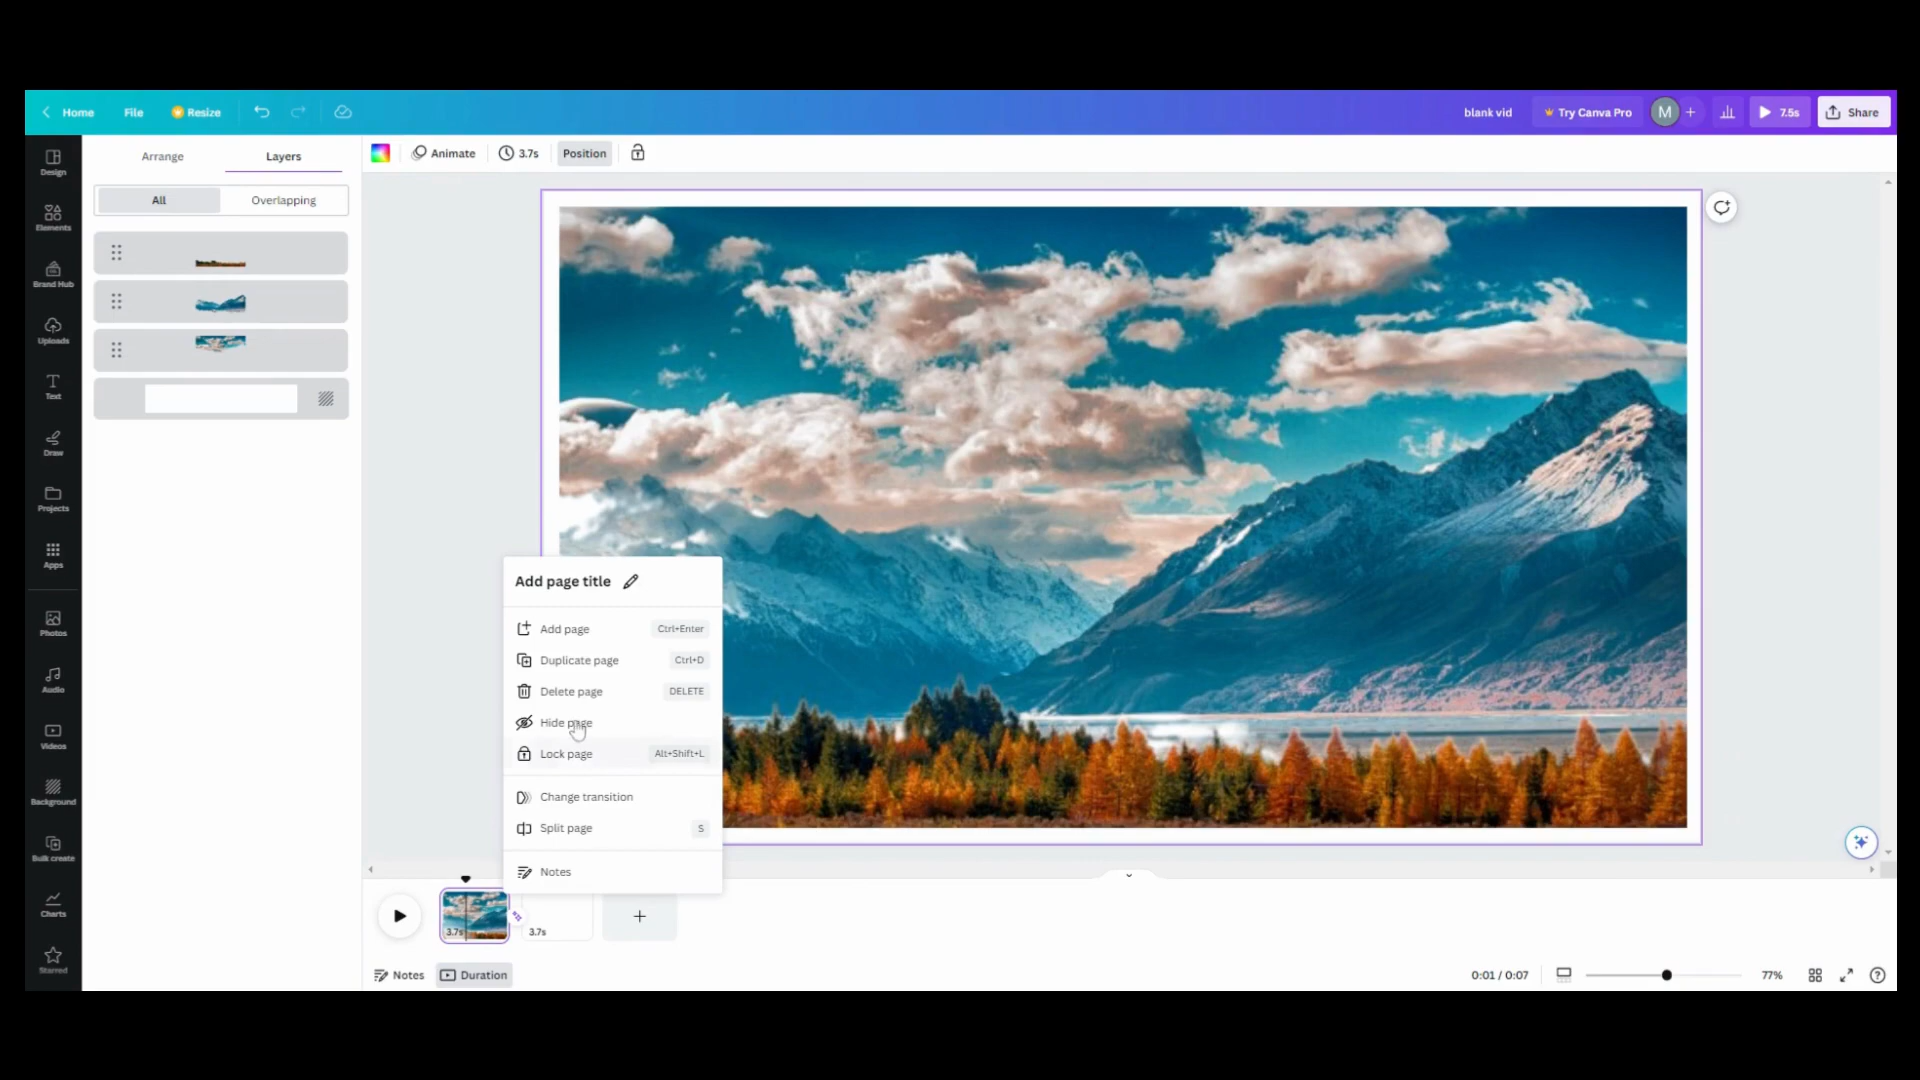 Home File Resize blank vid Try Canva Pro M + 7.5s Share
Design
Elements
Brand Hub
Uploads
Text
Draw
Projects
Apps
Photos
Audio
Videos
Background
Bulk create
Charts
Starred
Arrange Layers
All Overlapping
Animate 3.7s Position
Add page title
Add page Ctrl+Enter
Duplicate page Ctrl+D
Delete page DELETE
Hide page
Lock page Alt+Shift+L
Change transition
Split page S
Notes
3.7s 3.7s +
Notes Duration 0:01 / 0:07 77% ?